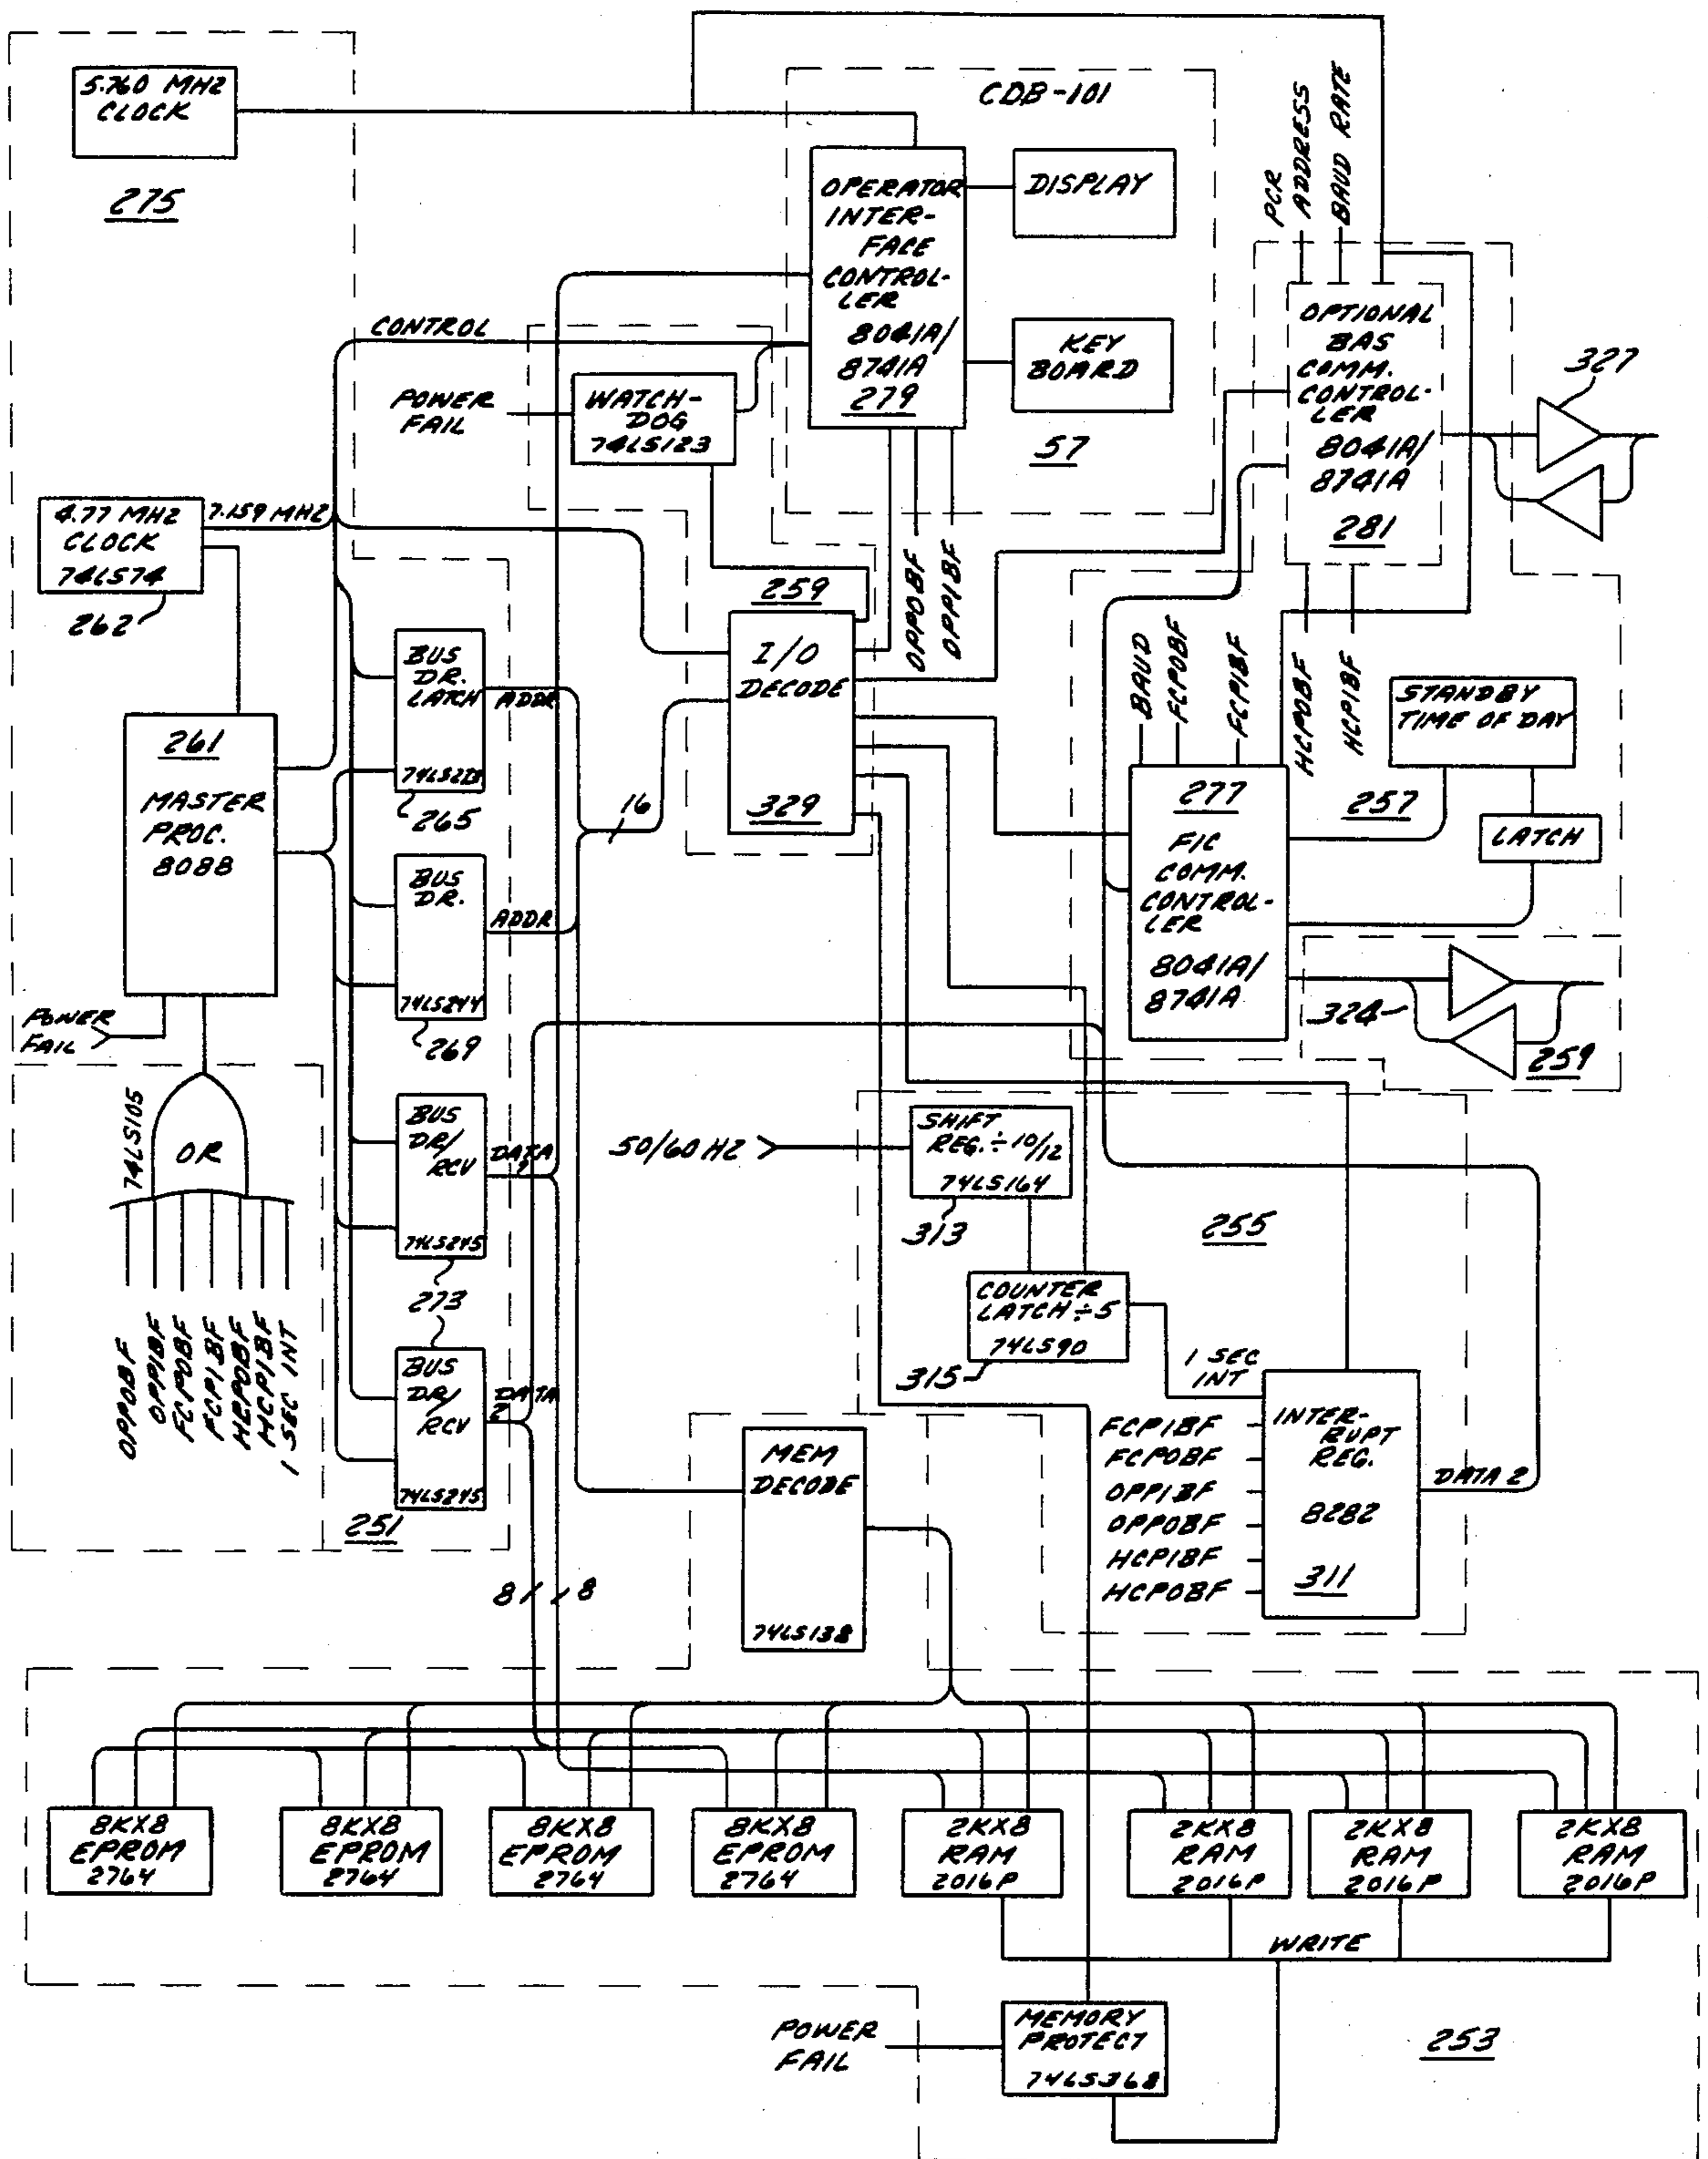 5.760 MHZ
CLOCK
275
CDB-101
OPERATOR
INTER-
FACE
CONTROL-
LER
8041A/
8741A
279
DISPLAY
KEY
BOARD
57
PCR
ADDRESS
BAUD RATE
OPTIONAL
BAS
COMM.
CONTROL-
LER
8041A/
8741A
281
327
CONTROL
POWER
FAIL
WATCH-
DOG
74LS123
4.77 MHZ
CLOCK
74LS74
7.159 MHZ
262
259
I/O
DECODE
329
OPPOBF
OPPIBF
BUS
DR.
LATCH
265
ADDR
16
261
MASTER
PROC.
8088
BUS
DR.
74LS244
269
ADDR
BAUD
FCPOBF
FCPIBF
HCPOBF
HCPIBF
STANDBY
TIME OF DAY
257
LATCH
277
FIC
COMM.
CONTROL-
LER
8041A/
8741A
324
259
POWER
FAIL
74LS105
OR
OPPOBF
OPPIBF
FCPOBF
FCPIBF
HCPOBF
HCPIBF
1 SEC INT
BUS
DR/
RCV
74LS245
DATA
1
273
BUS
DR/
RCV
74LS245
DATA
2
251
50/60 HZ
SHIFT
REG. ÷ 10/12
74LS164
313
255
COUNTER
LATCH ÷ 5
74LS90
315
1 SEC
INT
FCPIBF
FCPOBF
OPPIBF
OPPOBF
HCPIBF
HCPOBF
INTER-
RUPT
REG.
8282
311
DATA 2
MEM
DECODE
74LS138
8
8
8KX8
EPROM
2764
8KX8
EPROM
2764
8KX8
EPROM
2764
8KX8
EPROM
2764
2KX8
RAM
2016P
2KX8
RAM
2016P
2KX8
RAM
2016P
2KX8
RAM
2016P
WRITE
POWER
FAIL
MEMORY
PROTECT
74LS368
253